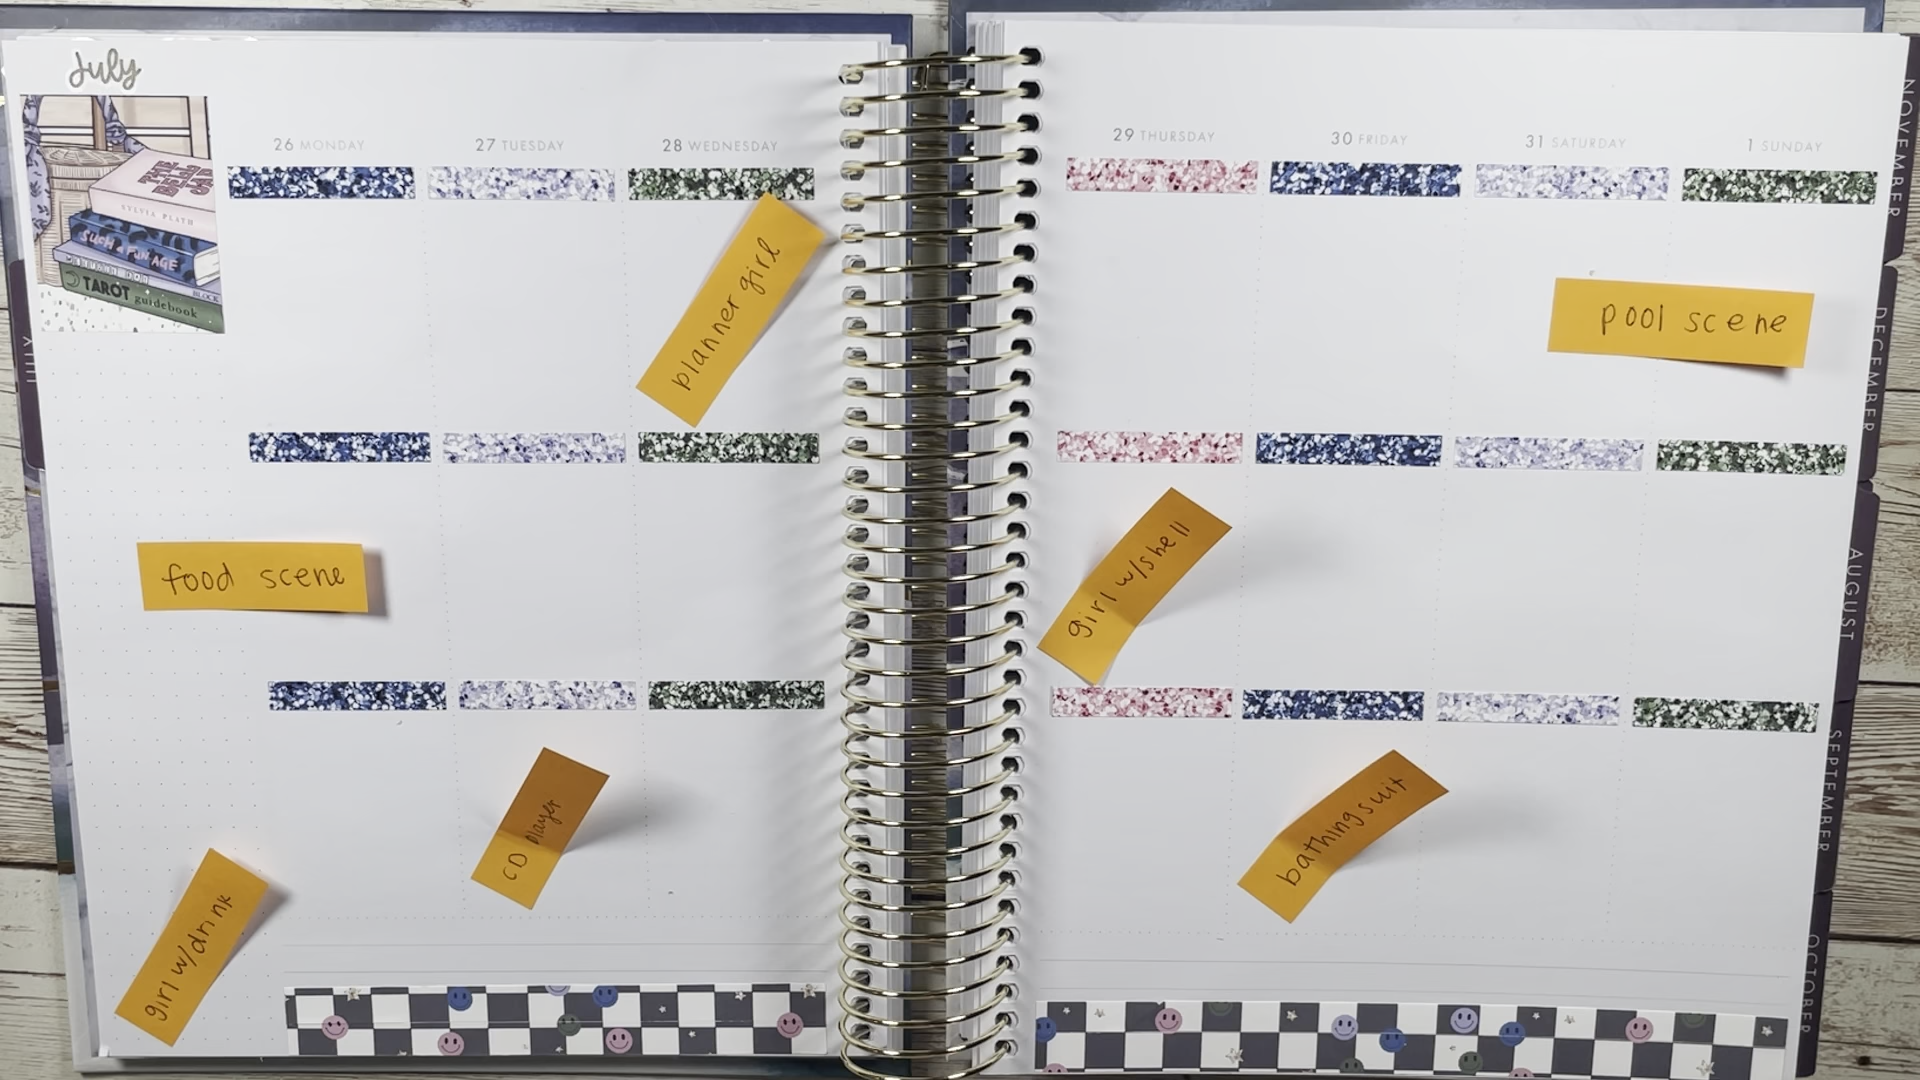 July
26 MONDAY
27 TUESDAY
28 WEDNESDAY
29 THURSDAY
30 FRIDAY
31 SATURDAY
1 SUNDAY
THE
BELL
JAR
SYLVIA PLATH
SUCH a FUN AGE
BLOCK
TAROT guidebook
planner girl
pool scene
food scene
girl w/shell
CD player
bathing suit
girl w/drink
NOVEMBER
DECEMBER
AUGUST
SEPTEMBER
OCTOBER